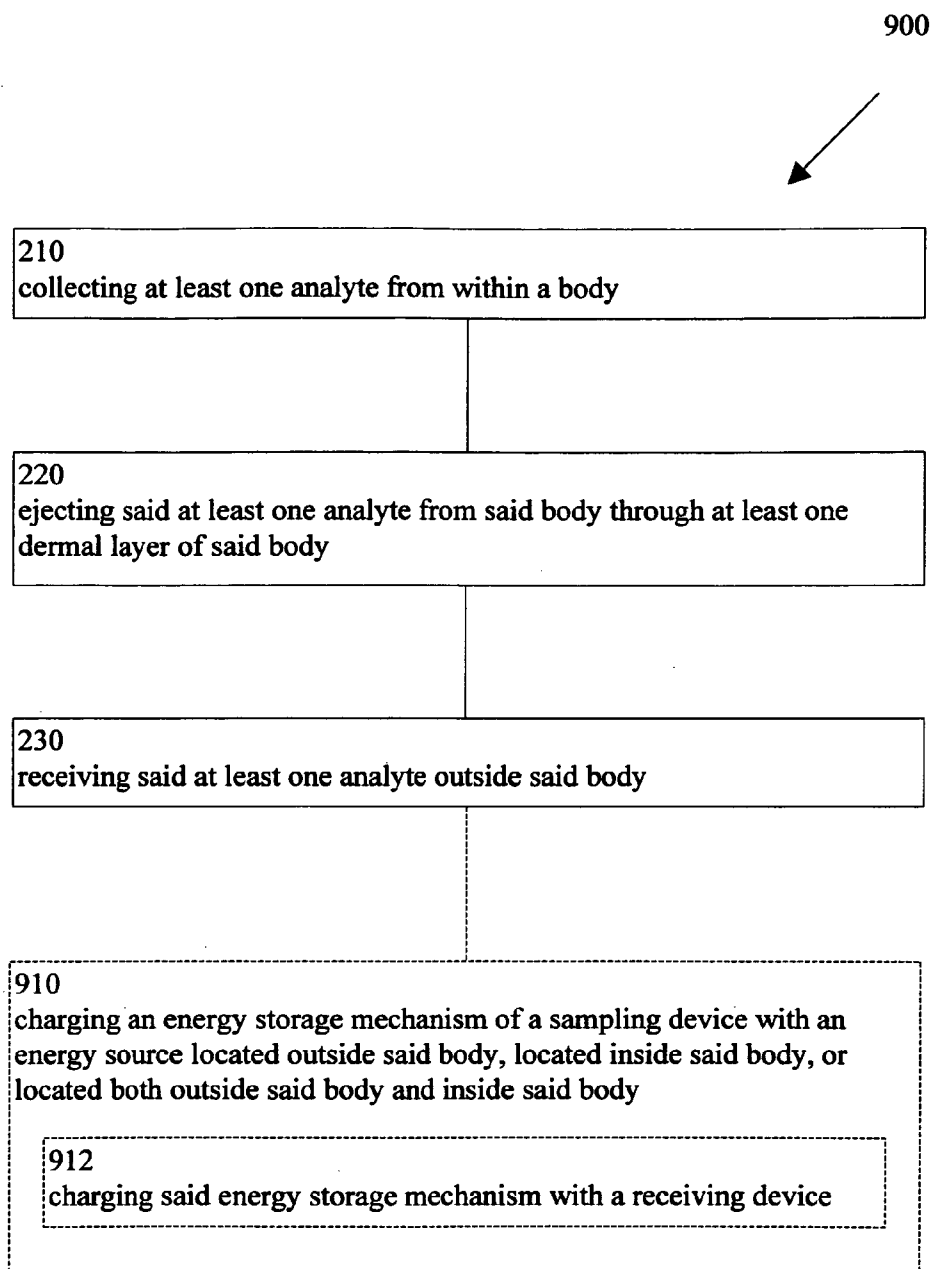 900
210
collecting at least one analyte from within a body
220
ejecting said at least one analyte from said body through at least one
dermal layer of said body
230
receiving said at least one analyte outside said body
910
charging an energy storage mechanism of a sampling device with an
energy source located outside said body, located inside said body, or
located both outside said body and inside said body
912
charging said energy storage mechanism with a receiving device